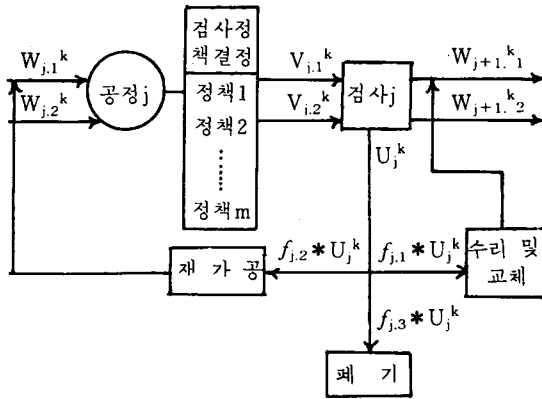 검사정
책결정
W_{j.1}^k
W_{j.2}^k
공정j
정책1
정책2
........
정책m
V_{j.1}^k
V_{j.2}^k
검사j
W_{j+1.1}^k
W_{j+1.2}^k
U_j^k
재 가 공
f_{j.2} * U_j^k
f_{j.1} * U_j^k
수리 및
교체
f_{j.3} * U_j^k
폐 기